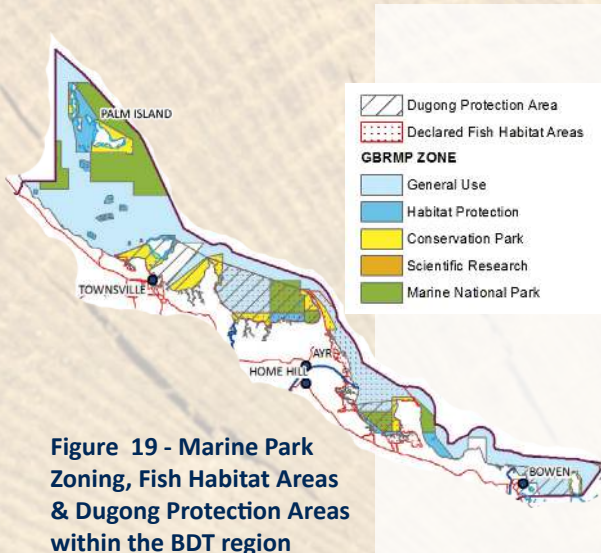 PALM ISLAND
TOWNSVILLE
AYR
HOME HILL
BOWEN
Dugong Protection Area
Declared Fish Habitat Areas
GBRMP ZONE
General Use
Habitat Protection
Conservation Park
Scientific Research
Marine National Park
Figure 19 - Marine Park
Zoning, Fish Habitat Areas
& Dugong Protection Areas
within the BDT region